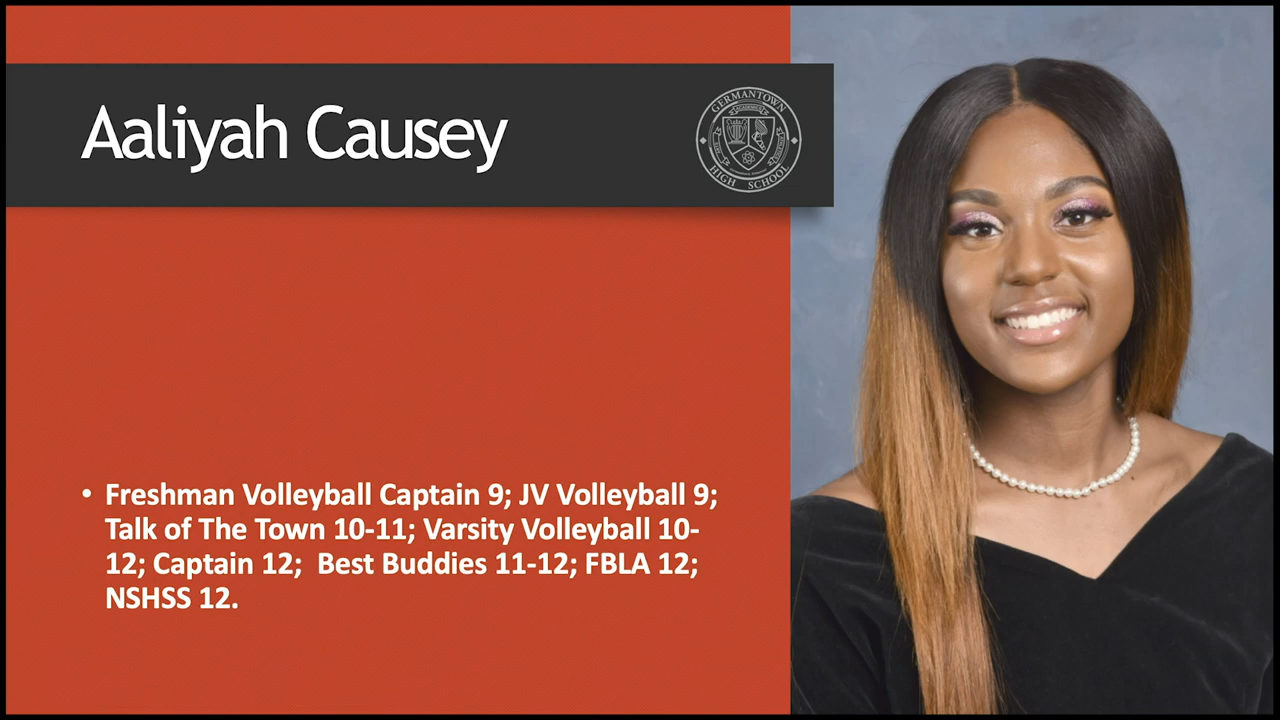 Aaliyah Causey
GERMANTOWN
HIGH SCHOOL
• Freshman Volleyball Captain 9; JV Volleyball 9;
Talk of The Town 10-11; Varsity Volleyball 10-
12; Captain 12;  Best Buddies 11-12; FBLA 12;
NSHSS 12.